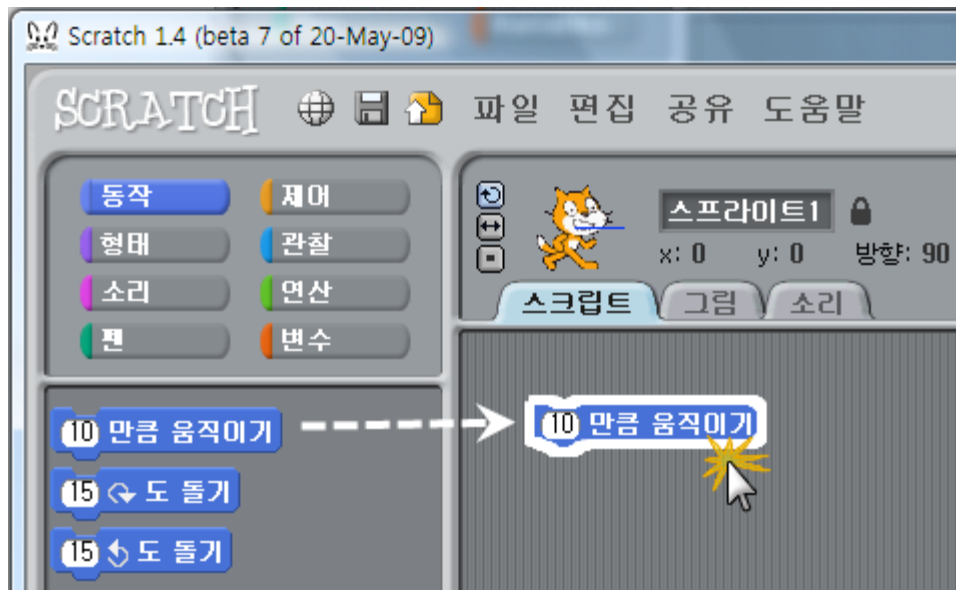 Scratch 1.4 (beta 7 of 20-May-09)
SCRATCH 파일 편집 공유 도움말
동작 제어
형태 관찰
소리 연산
펜 변수
스프라이트1
x: 0 y: 0 방향: 90
스크립트 그림 소리
10 만큼 움직이기
15 도 돌기
15 도 돌기
10 만큼 움직이기